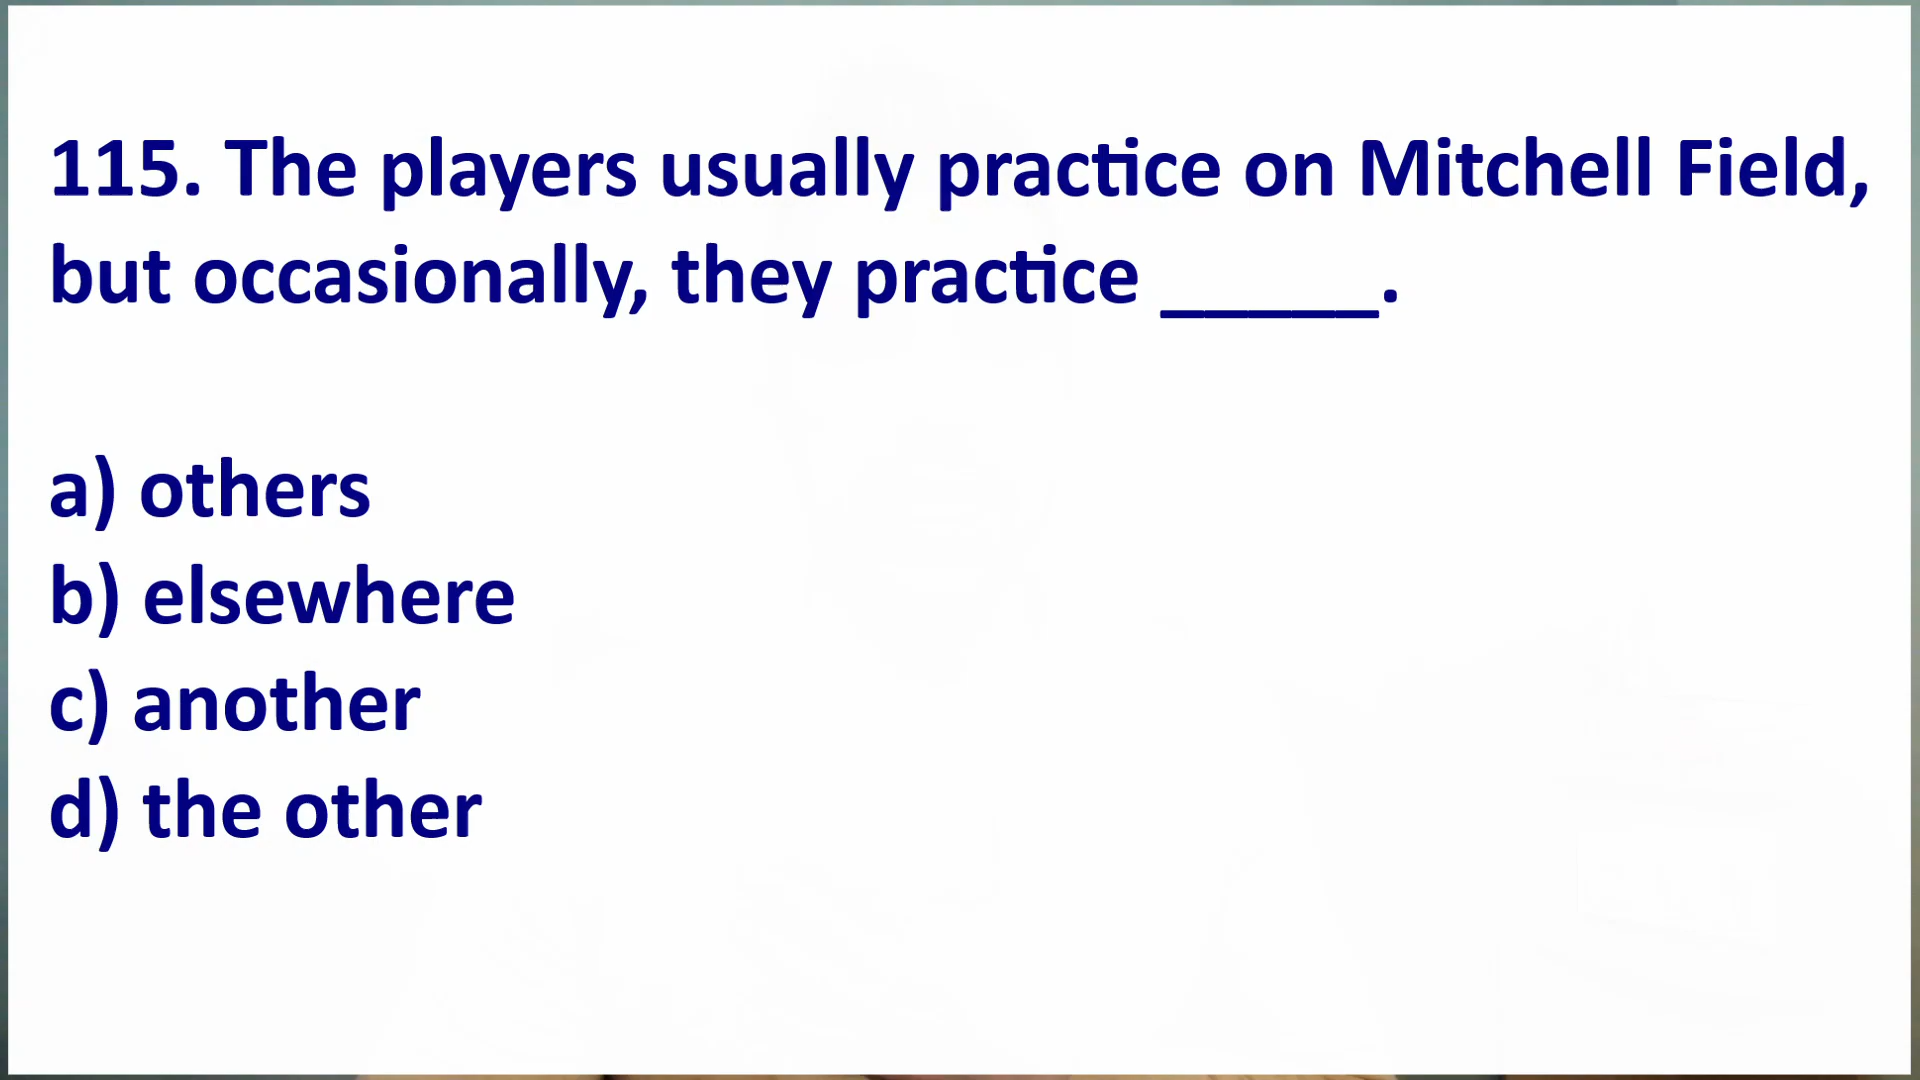 115. The players usually practice on Mitchell Field,
but occasionally, they practice _____.
a) others
b) elsewhere
c) another
d) the other